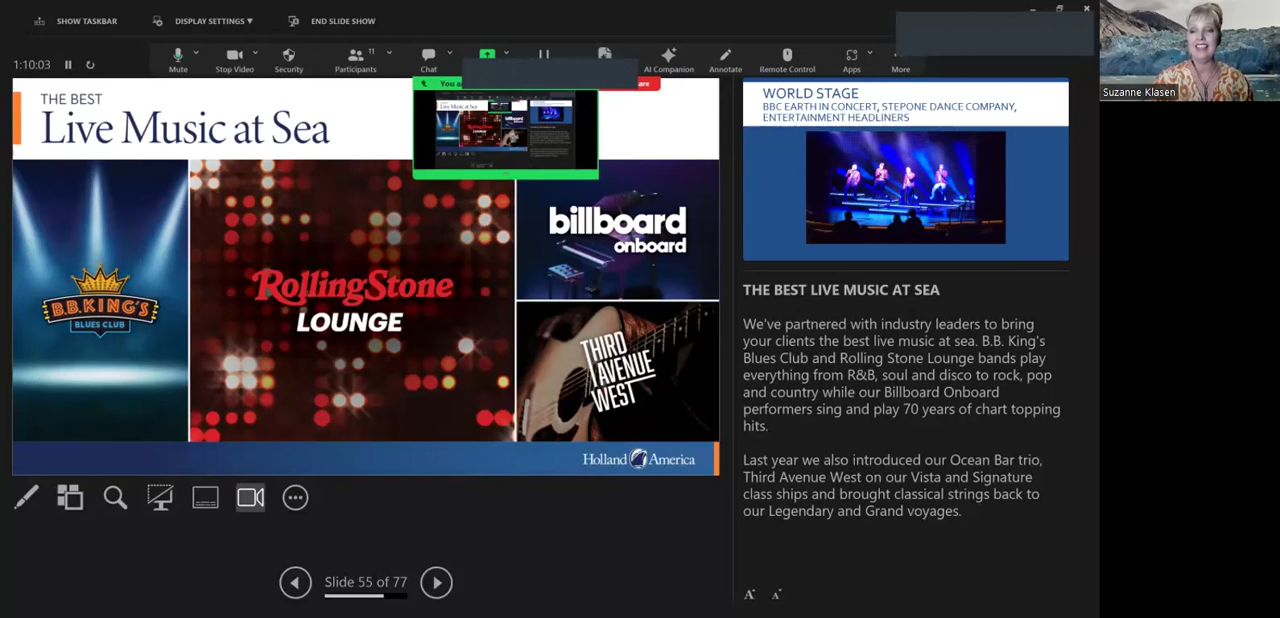 SHOW TASKBAR
DISPLAY SETTINGS ▼
END SLIDE SHOW
1:10:03
Mute
Stop Video
Security
Participants
11
Chat
AI Companion
Annotate
Remote Control
Apps
More
THE BEST
Live Music at Sea
B.B. KING'S
BLUES CLUB
RollingStone
LOUNGE
billboard
onboard
THIRD
AVENUE
WEST
Holland America
Slide 55 of 77
WORLD STAGE
BBC EARTH IN CONCERT, STEPONE DANCE COMPANY,
ENTERTAINMENT HEADLINERS
THE BEST LIVE MUSIC AT SEA
We've partnered with industry leaders to bring
your clients the best live music at sea. B.B. King's
Blues Club and Rolling Stone Lounge bands play
everything from R&B, soul and disco to rock, pop
and country while our Billboard Onboard
performers sing and play 70 years of chart topping
hits.
Last year we also introduced our Ocean Bar trio,
Third Avenue West on our Vista and Signature
class ships and brought classical strings back to
our Legendary and Grand voyages.
A A
Suzanne Klasen